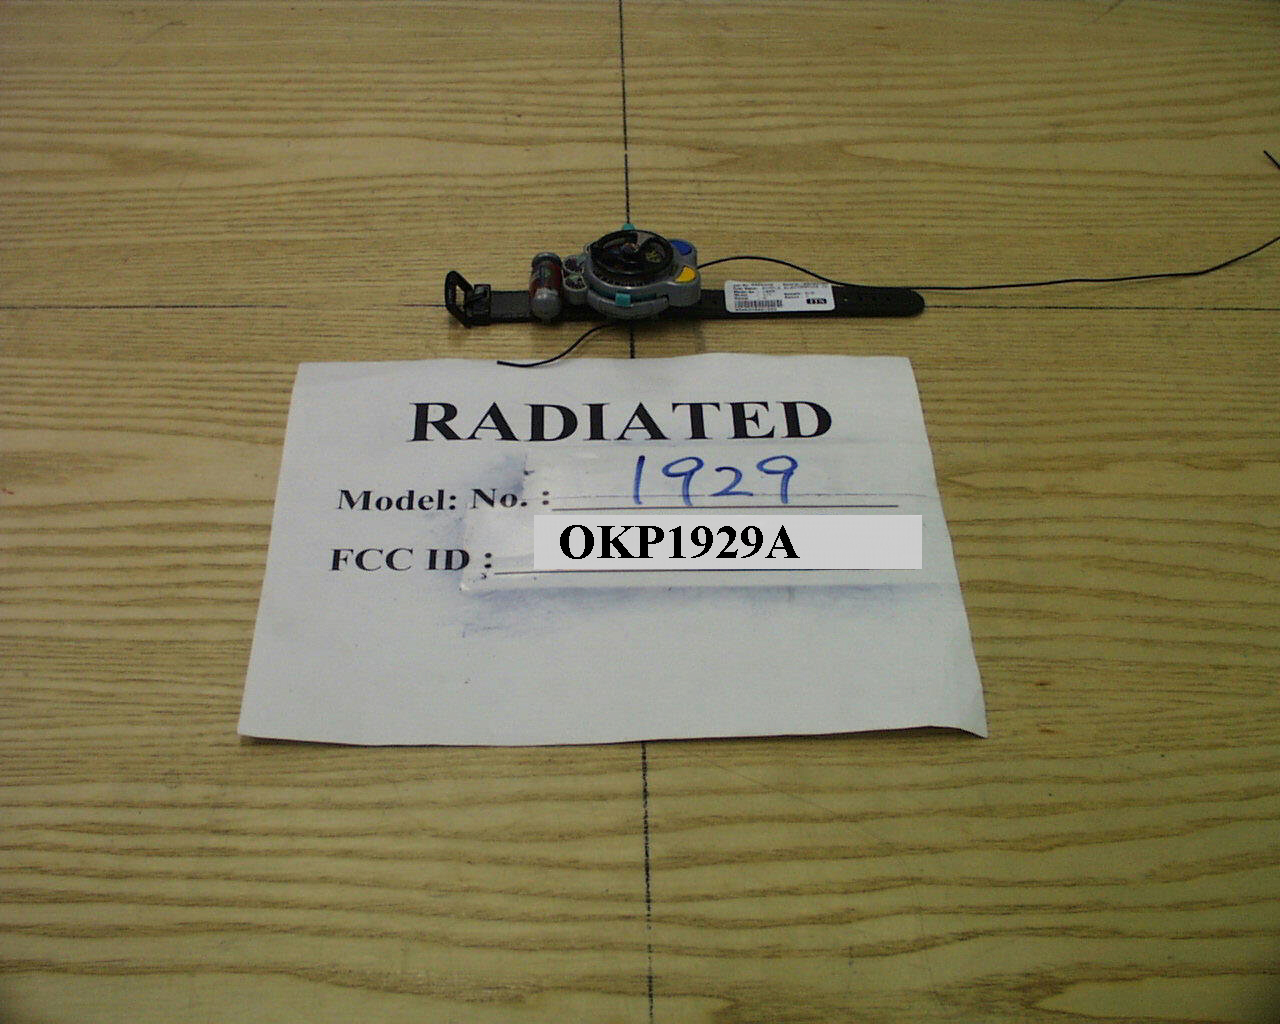 RADIATED
Model: No. : 1929
FCC ID : OKP1929A